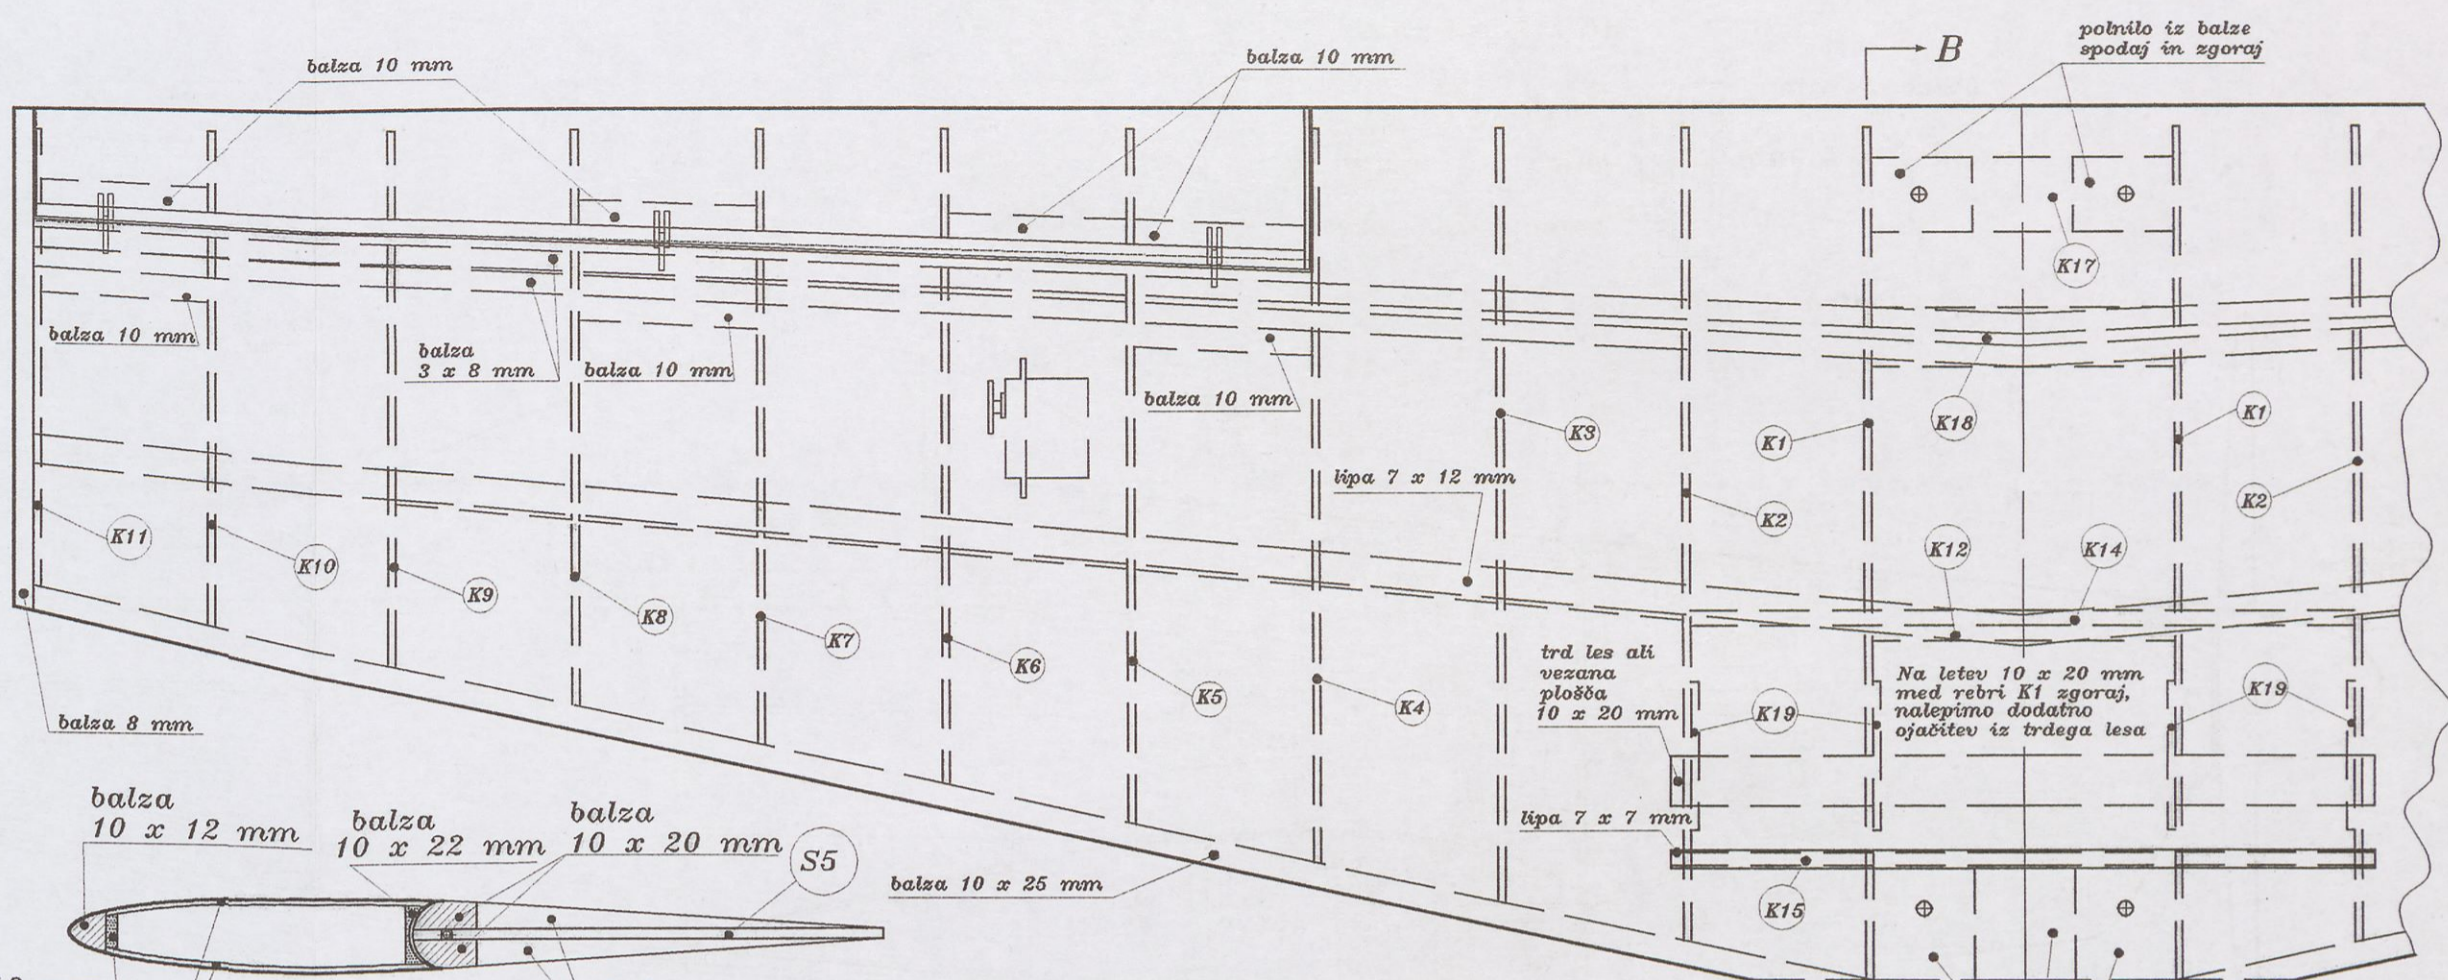 balza 10 mm
balza 10 mm
B
polnilo iz balze
spodaj in zgoraj
K17
balza 10 mm
balza
3 x 8 mm
balza 10 mm
balza 10 mm
K18
K3
K1
K1
lipa 7 x 12 mm
K2
K2
K11
K10
K9
K8
K7
K6
K5
K4
K12
K14
trd les ali
vezana
plošča
10 x 20 mm
K19
Na letev 10 x 20 mm
med rebri K1 zgoraj,
nalepimo dodatno
ojačitev iz trdega lesa
K19
balza 8 mm
lipa 7 x 7 mm
K15
balza 10 x 25 mm
balza
10 x 12 mm
balza
10 x 22 mm
balza
10 x 20 mm
S5